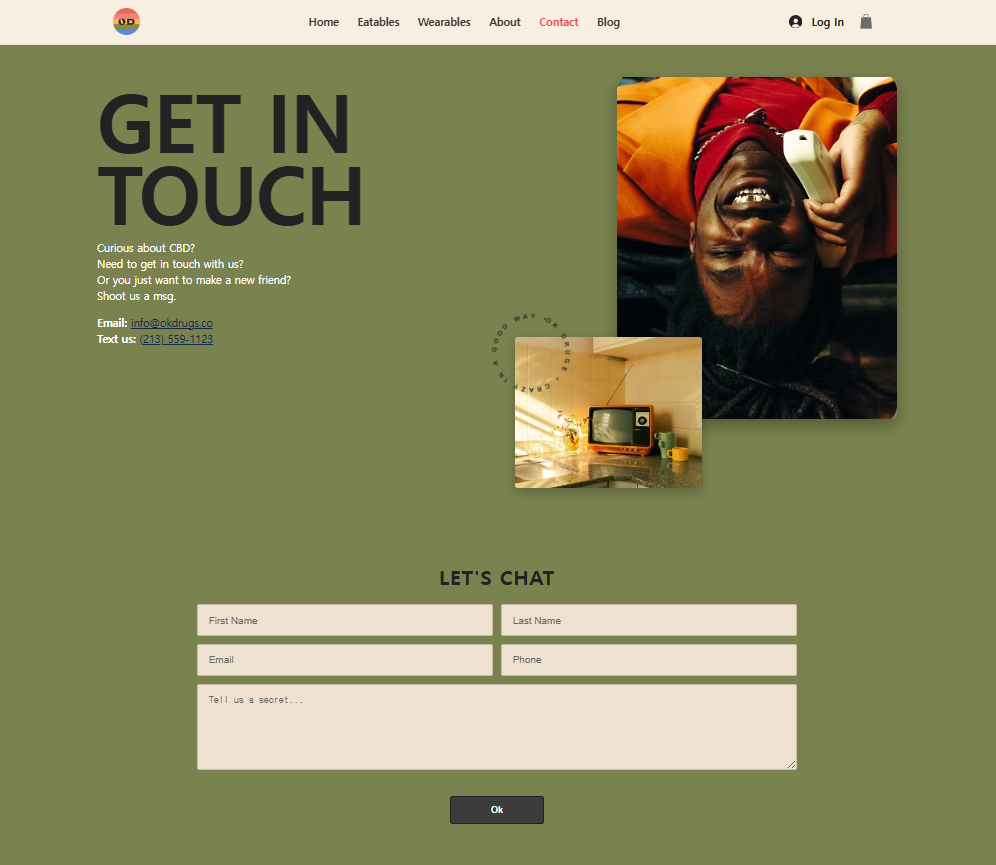 OD
Home Eatables Wearables About Contact Blog Log In
GET IN
TOUCH
Curious about CBD?
Need to get in touch with us?
Or you just want to make a new friend?
Shoot us a msg.
Email: info@okdrugs.co
Text us: (213) 559-1123
OK DRUGS • CRAZY IN A GOOD WAY •
LET'S CHAT
First Name Last Name
Email Phone
Tell us a secret...
Ok